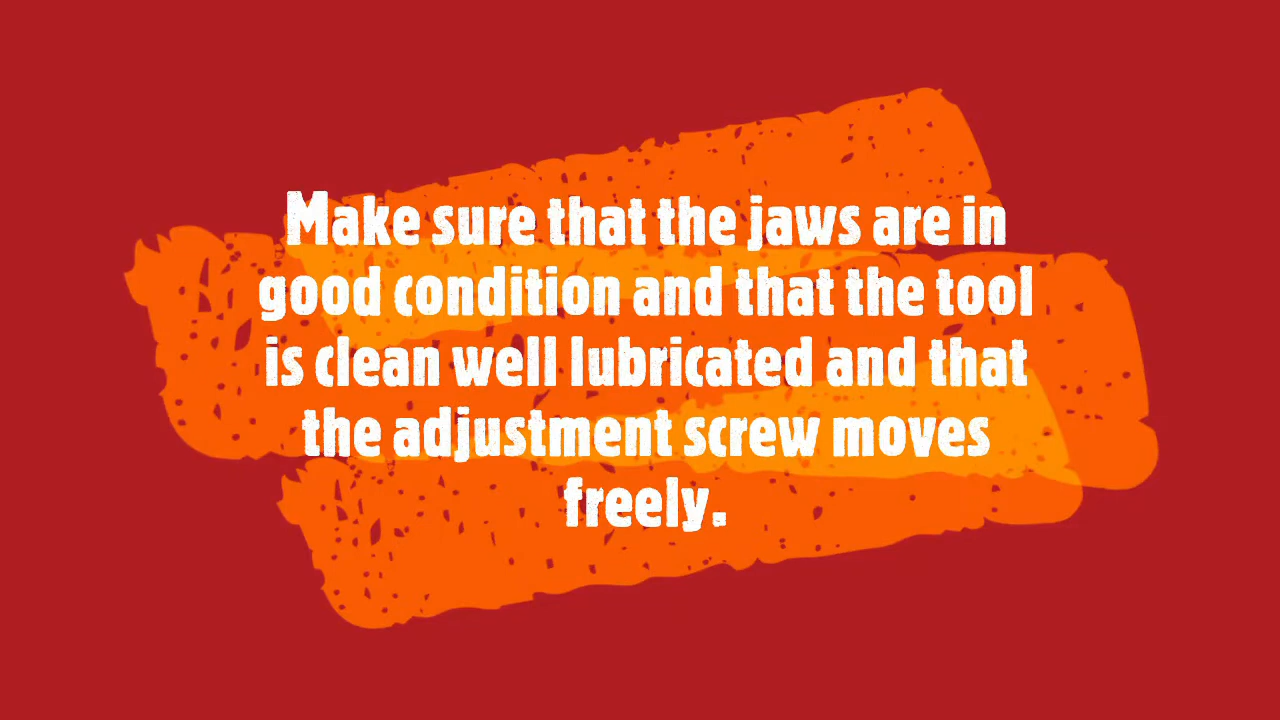 Make sure that the jaws are in
good condition and that the tool
is clean well lubricated and that
the adjustment screw moves
freely.